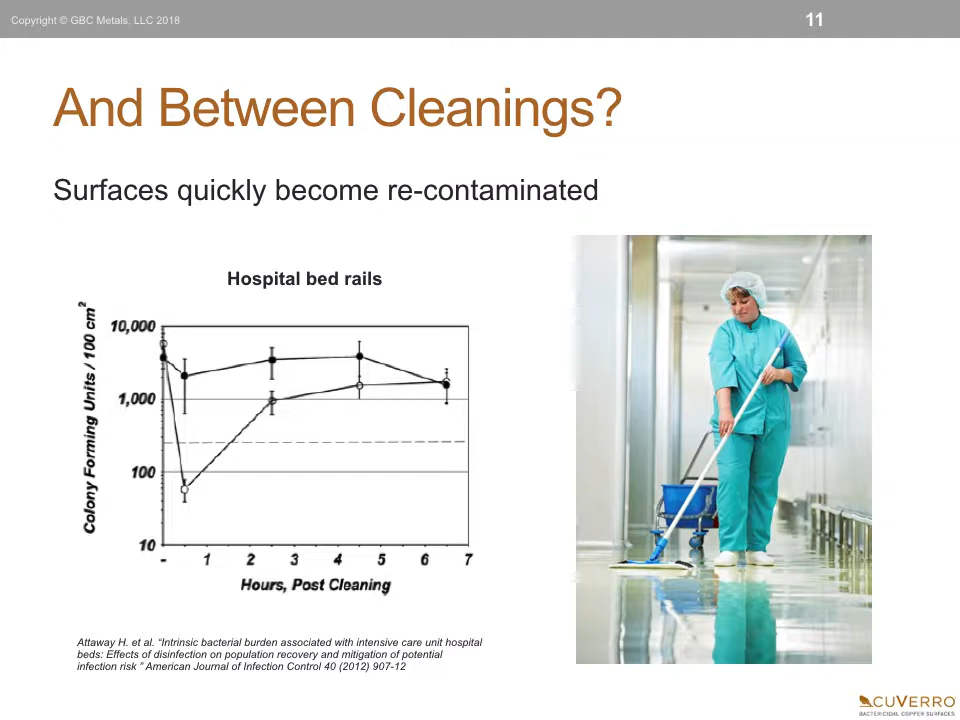 Copyright © GBC Metals, LLC 2018
11
And Between Cleanings?
Surfaces quickly become re-contaminated
Hospital bed rails
Colony Forming Units / 100 cm²
10,000
1,000
100
10
- 1 2 3 4 5 6 7
Hours, Post Cleaning
Attaway H. et al. “Intrinsic bacterial burden associated with intensive care unit hospital
beds: Effects of disinfection on population recovery and mitigation of potential
infection risk ” American Journal of Infection Control 40 (2012) 907-12
CUVERRO
BACTERICIDAL COPPER SURFACES